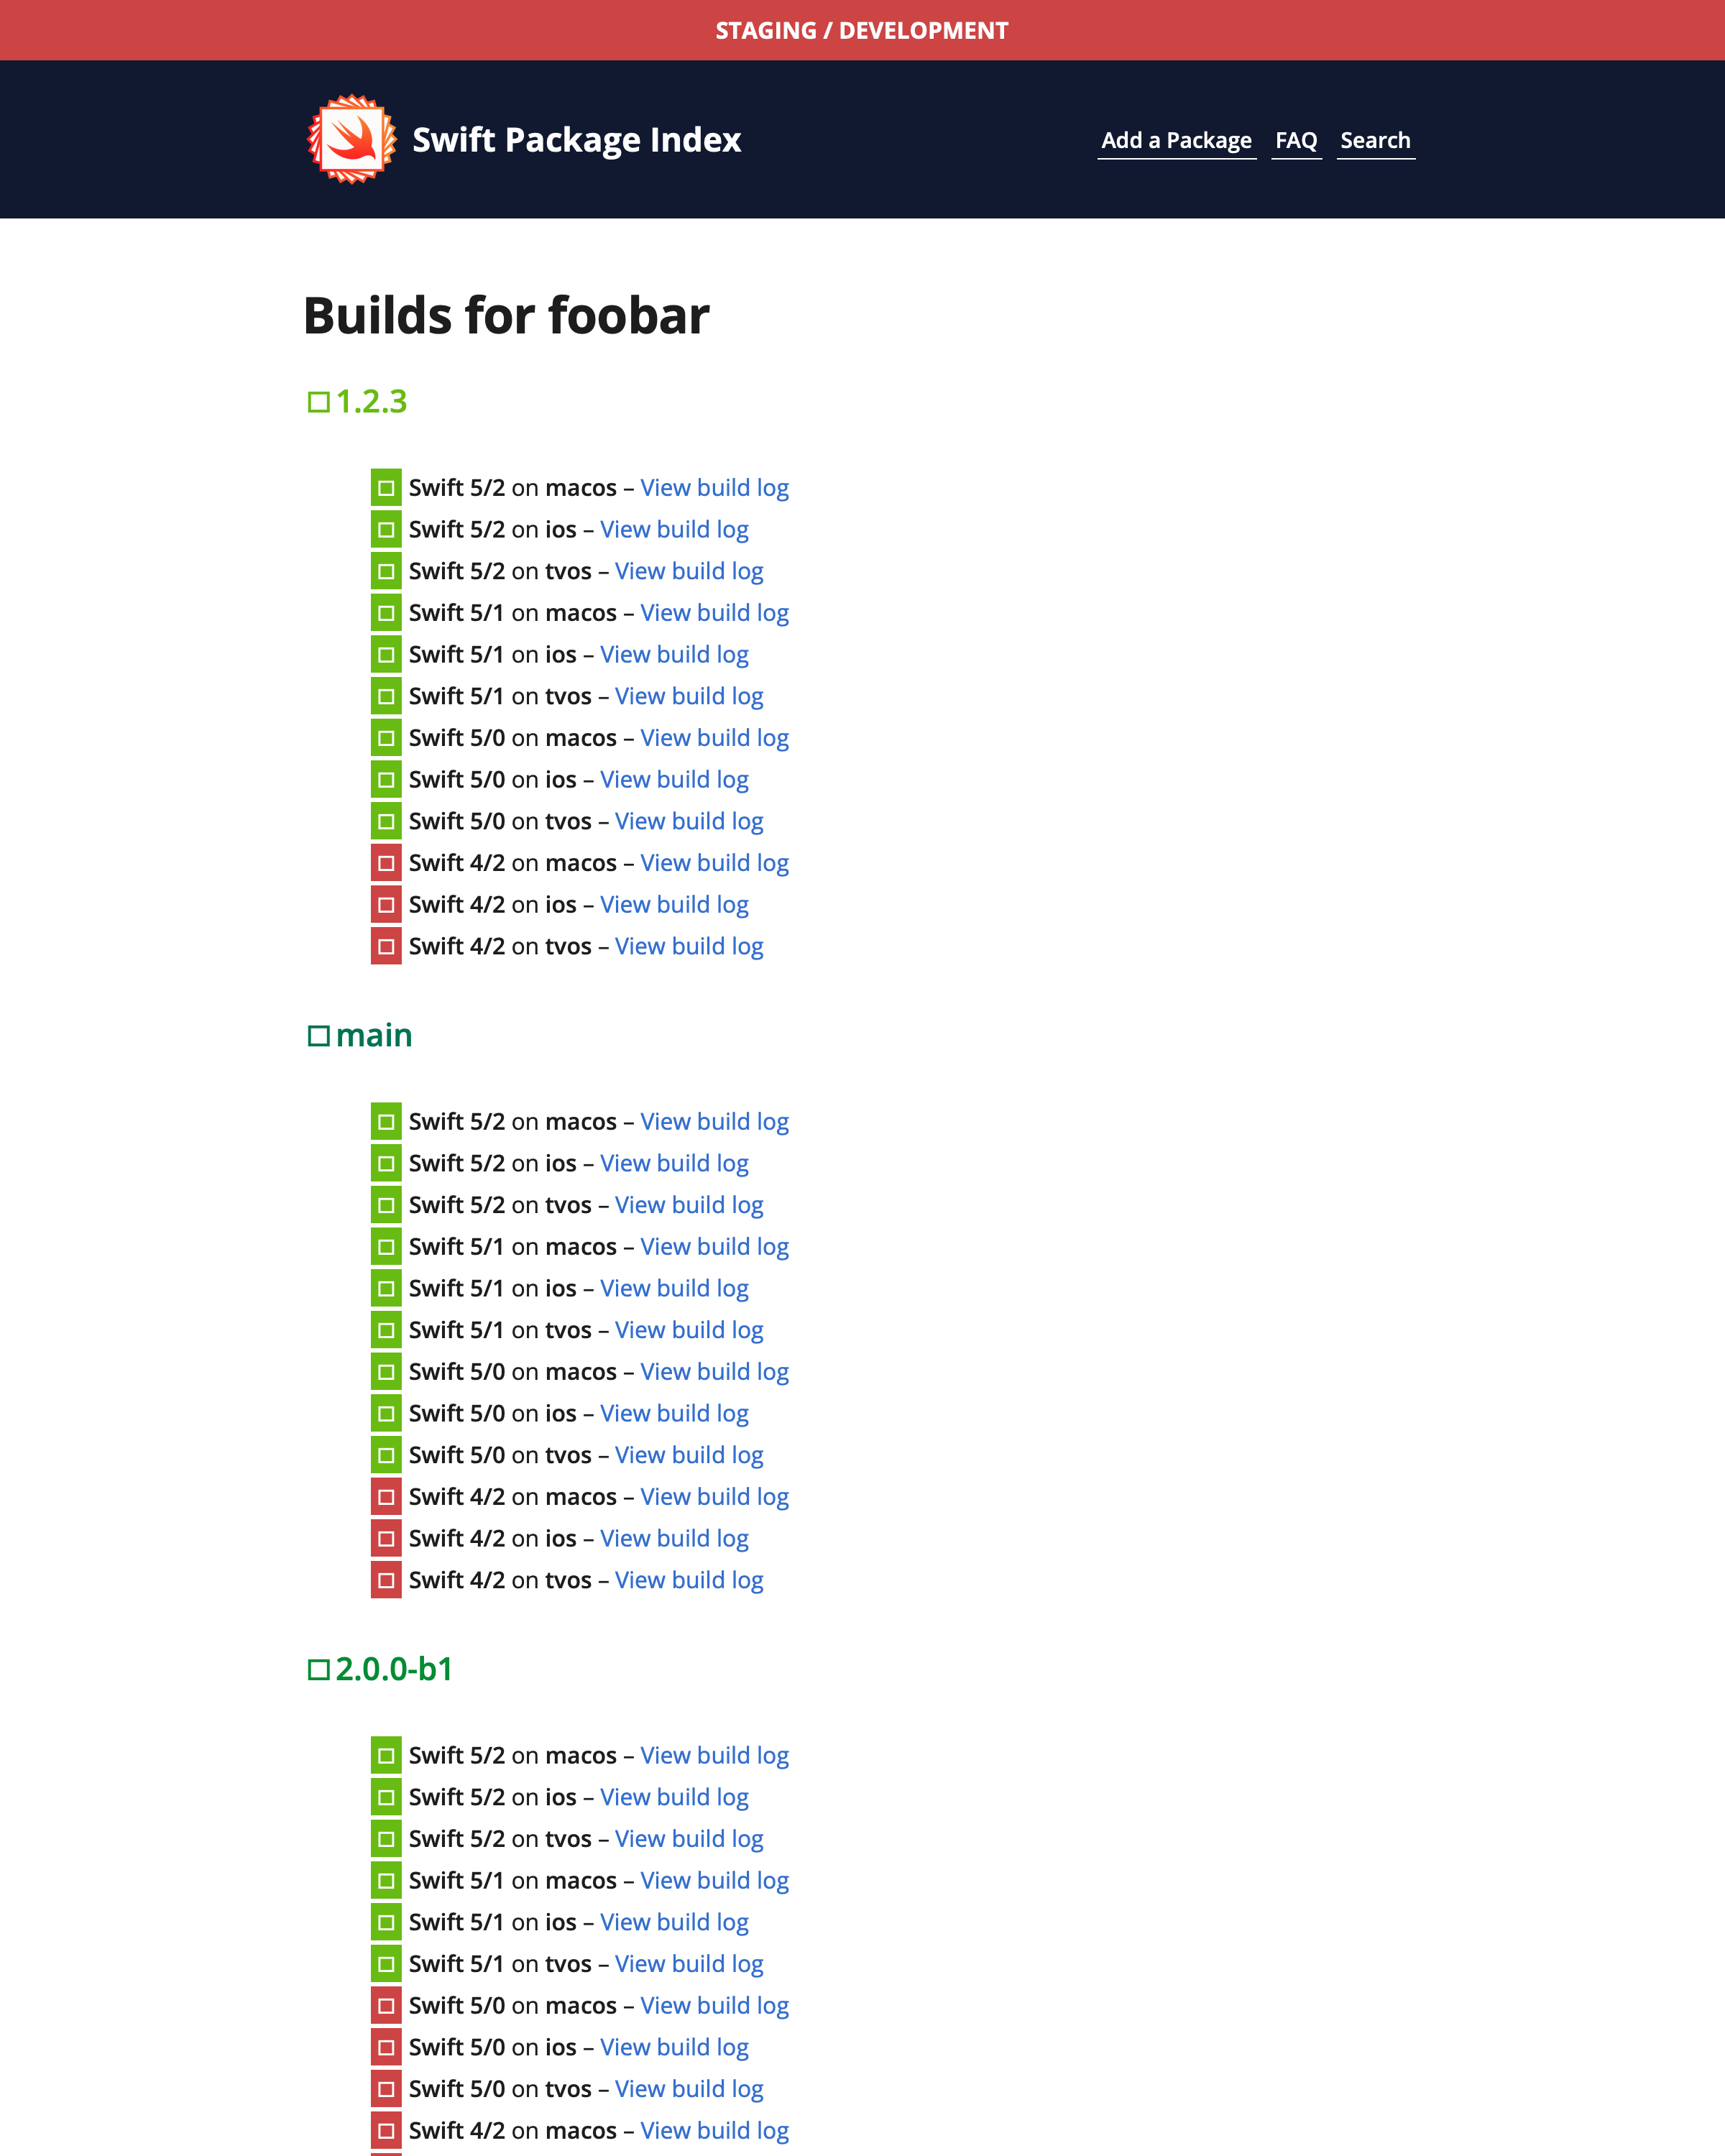 STAGING / DEVELOPMENT
Swift Package Index
Add a Package FAQ Search
Builds for foobar
1.2.3
Swift 5/2 on macos – View build log
Swift 5/2 on ios – View build log
Swift 5/2 on tvos – View build log
Swift 5/1 on macos – View build log
Swift 5/1 on ios – View build log
Swift 5/1 on tvos – View build log
Swift 5/0 on macos – View build log
Swift 5/0 on ios – View build log
Swift 5/0 on tvos – View build log
Swift 4/2 on macos – View build log
Swift 4/2 on ios – View build log
Swift 4/2 on tvos – View build log
main
Swift 5/2 on macos – View build log
Swift 5/2 on ios – View build log
Swift 5/2 on tvos – View build log
Swift 5/1 on macos – View build log
Swift 5/1 on ios – View build log
Swift 5/1 on tvos – View build log
Swift 5/0 on macos – View build log
Swift 5/0 on ios – View build log
Swift 5/0 on tvos – View build log
Swift 4/2 on macos – View build log
Swift 4/2 on ios – View build log
Swift 4/2 on tvos – View build log
2.0.0-b1
Swift 5/2 on macos – View build log
Swift 5/2 on ios – View build log
Swift 5/2 on tvos – View build log
Swift 5/1 on macos – View build log
Swift 5/1 on ios – View build log
Swift 5/1 on tvos – View build log
Swift 5/0 on macos – View build log
Swift 5/0 on ios – View build log
Swift 5/0 on tvos – View build log
Swift 4/2 on macos – View build log